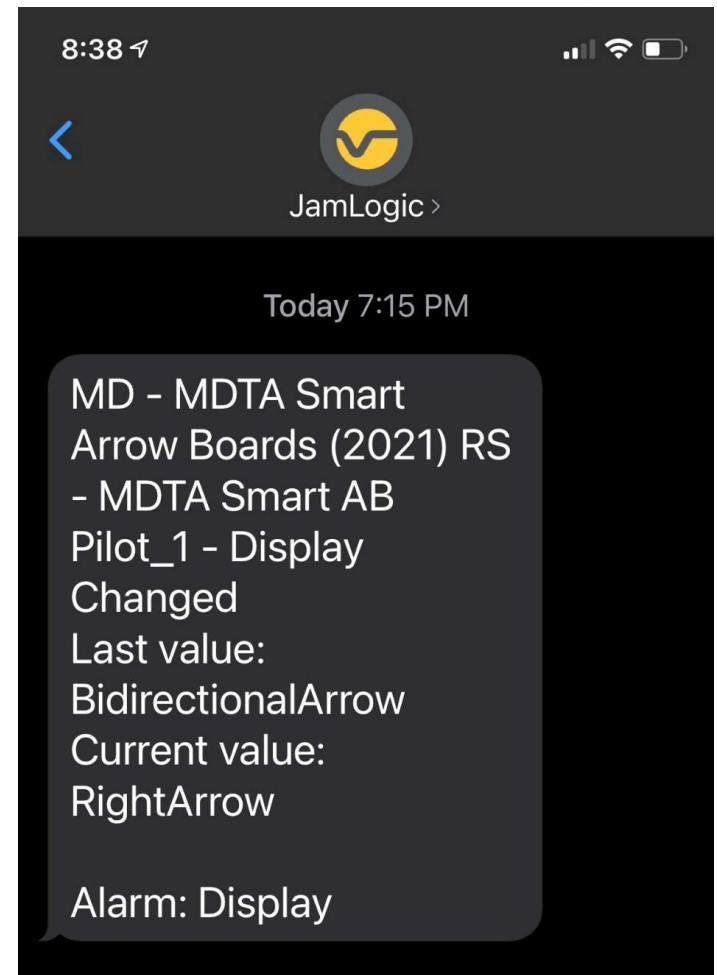 8:38
JamLogic
Today 7:15 PM
MD - MDTA Smart
Arrow Boards (2021) RS
- MDTA Smart AB
Pilot_1 - Display
Changed
Last value:
BidirectionalArrow
Current value:
RightArrow
Alarm: Display